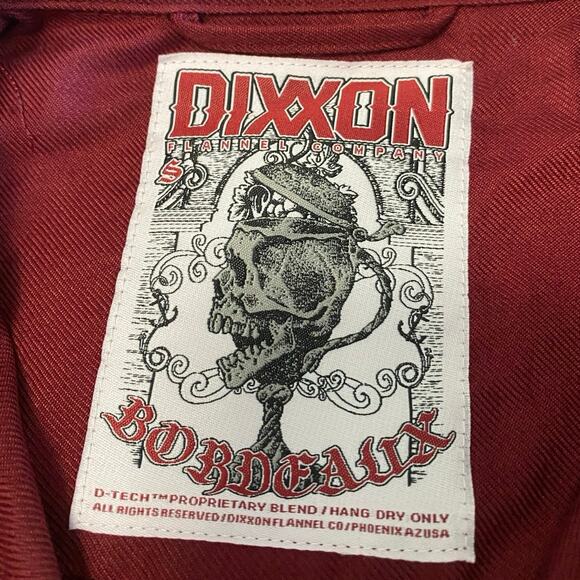 DIXXON
FLANNEL COMPANY
S
BORDEAUX
D-TECH™ PROPRIETARY BLEND / HANG DRY ONLY
ALL RIGHTS RESERVED / DIXXON FLANNEL CO / PHOENIX AZ USA